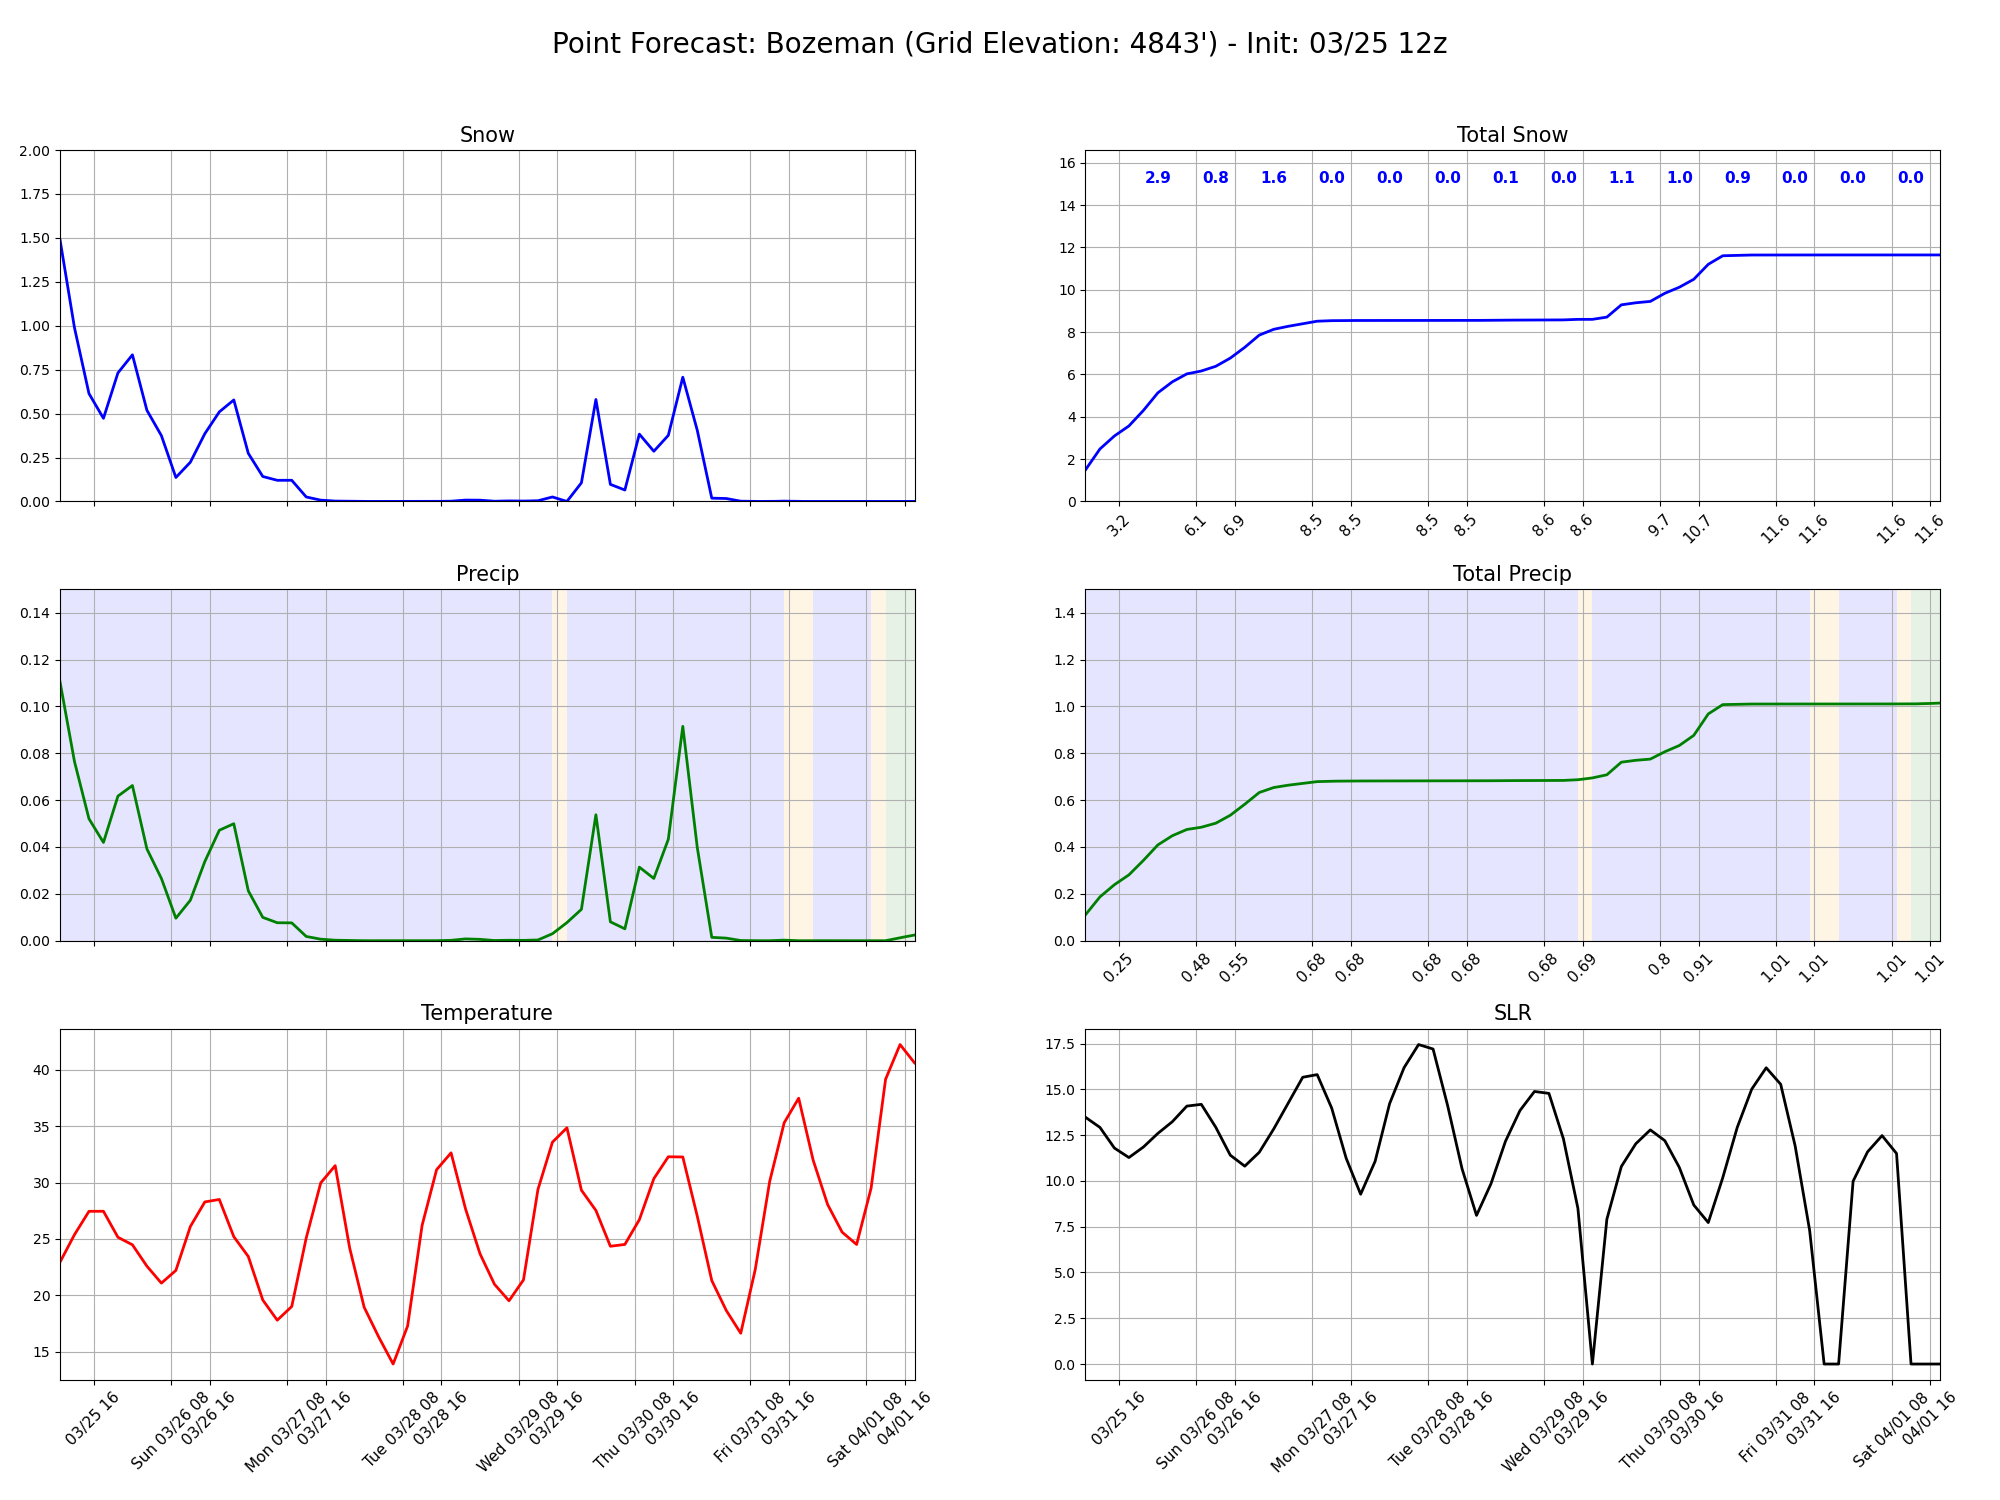 Point Forecast: Bozeman (Grid Elevation: 4843') - Init: 03/25 12z
Snow
2.00
1.75
1.50
1.25
1.00
0.75
0.50
0.25
0.00
Total Snow
16
14
12
10
8
6
4
2
0
2.9 0.8 1.6 0.0 0.0 0.0 0.1 0.0 1.1 1.0 0.9 0.0 0.0 0.0
3.2 6.1 6.9 8.5 8.5 8.5 8.5 8.6 8.6 9.7 10.7 11.6 11.6 11.6 11.6
Precip
0.14
0.12
0.10
0.08
0.06
0.04
0.02
0.00
Total Precip
1.4
1.2
1.0
0.8
0.6
0.4
0.2
0.0
0.25 0.48 0.55 0.68 0.68 0.68 0.68 0.68 0.69 0.8 0.91 1.01 1.01 1.01 1.01
Temperature
40
35
30
25
20
15
03/25 16
Sun 03/26 08
03/26 16
Mon 03/27 08
03/27 16
Tue 03/28 08
03/28 16
Wed 03/29 08
03/29 16
Thu 03/30 08
03/30 16
Fri 03/31 08
03/31 16
Sat 04/01 08
04/01 16
SLR
17.5
15.0
12.5
10.0
7.5
5.0
2.5
0.0
03/25 16
Sun 03/26 08
03/26 16
Mon 03/27 08
03/27 16
Tue 03/28 08
03/28 16
Wed 03/29 08
03/29 16
Thu 03/30 08
03/30 16
Fri 03/31 08
03/31 16
Sat 04/01 08
04/01 16